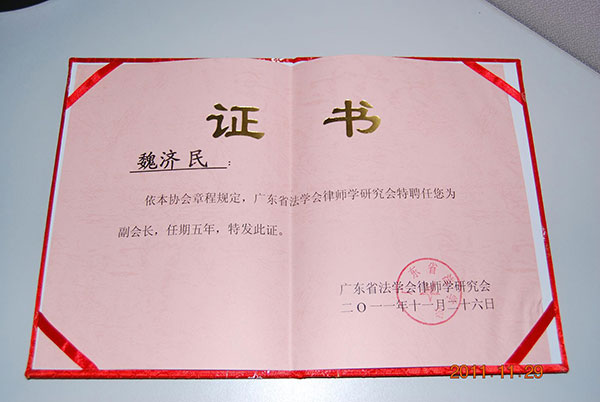 证 书
魏济民：
依本协会章程规定，广东省法学会律师学研究会特聘任您为
副会长，任期五年，特发此证。
广东省法学会律师学研究会
二〇一一年十一月二十六日
2011.11.29